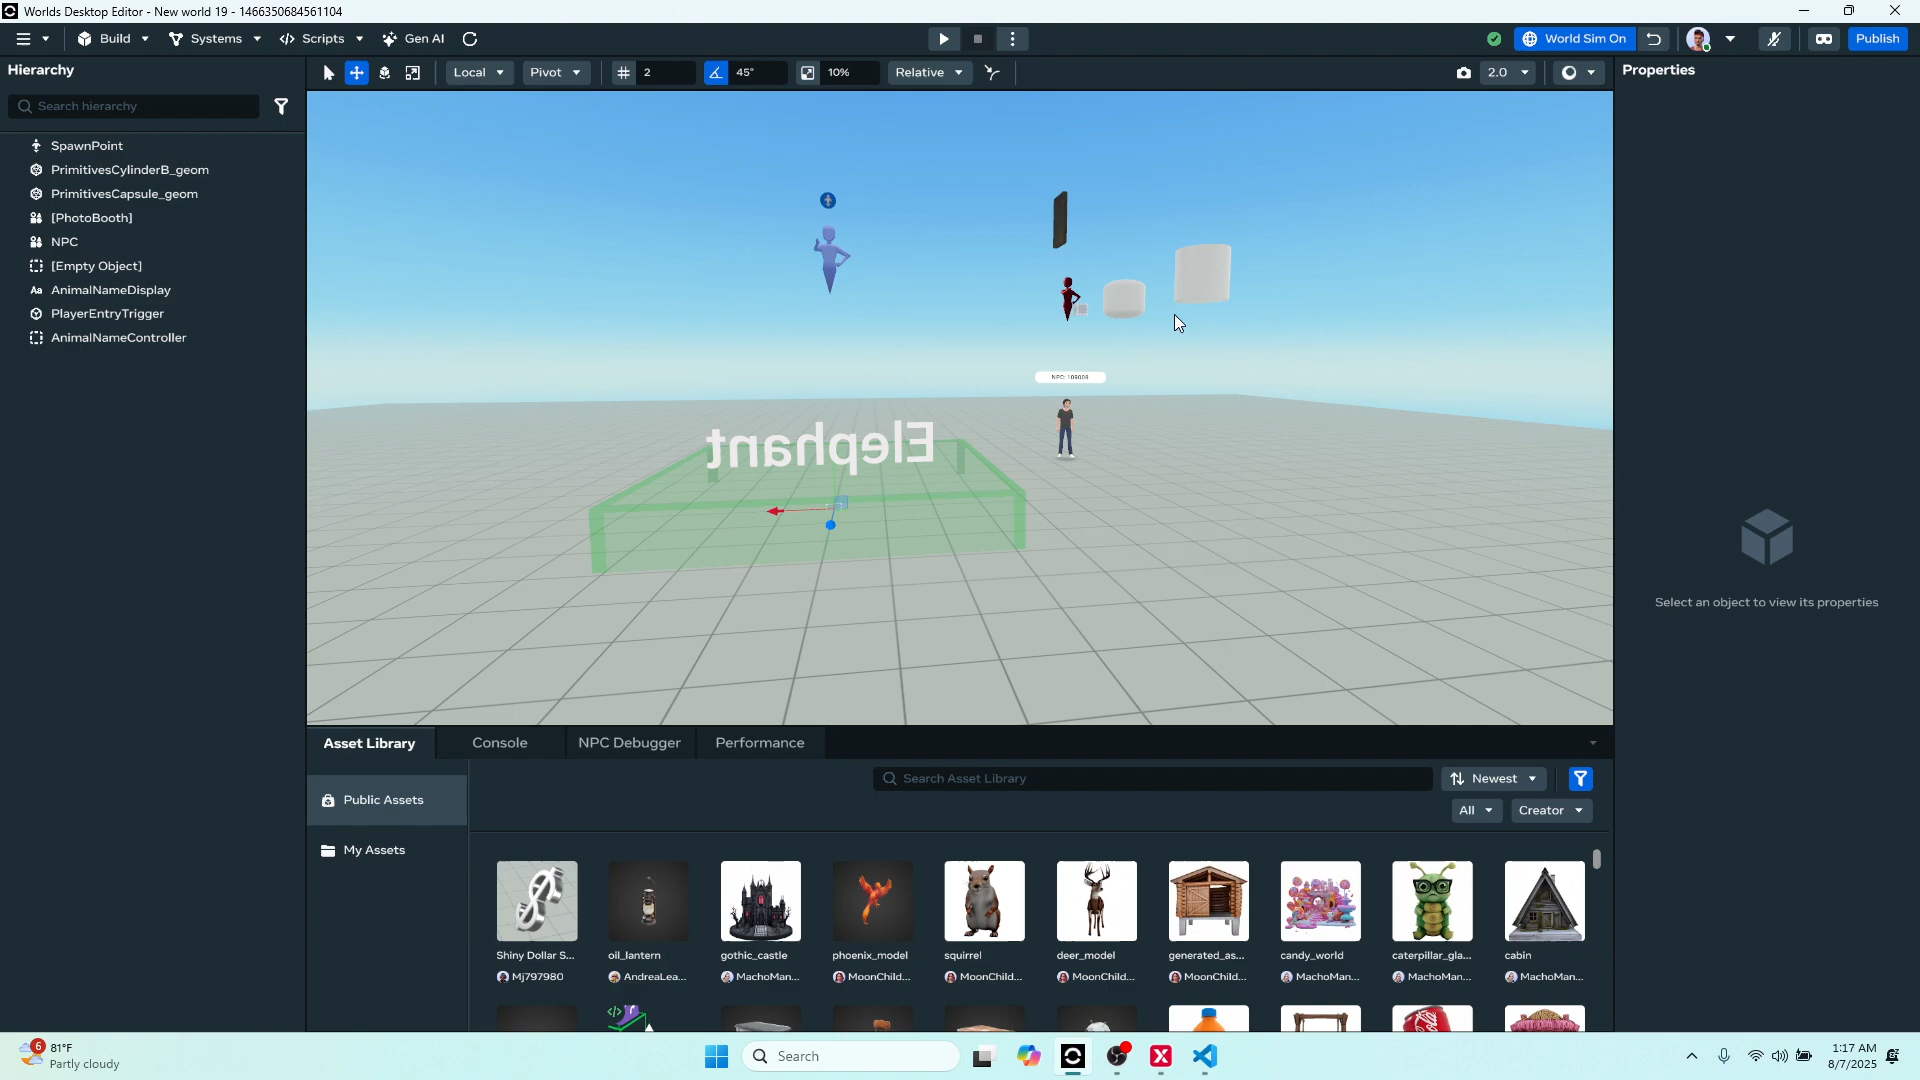 Worlds Desktop Editor - New world 19 - 1466350684561104
Build Systems Scripts Gen AI World Sim On Publish
Hierarchy
Local Pivot 2 45° 10% Relative 2.0
Properties
Search hierarchy
SpawnPoint
PrimitivesCylinderB_geom
PrimitivesCapsule_geom
[PhotoBooth]
NPC
[Empty Object]
Aa AnimalNameDisplay
PlayerEntryTrigger
AnimalNameController
NPC: 109009
Elephant
Select an object to view its properties
Asset Library Console NPC Debugger Performance
Search Asset Library Newest
Public Assets
All Creator
My Assets
Shiny Dollar S... oil_lantern gothic_castle phoenix_model squirrel deer_model generated_as... candy_world caterpillar_gla... cabin
Mj797980 AndreaLea... MachoMan... MoonChild... MoonChild... MoonChild... MoonChild... MachoMan... MachoMan... MachoMan...
6 81°F
Partly cloudy
Search
1:17 AM
8/7/2025